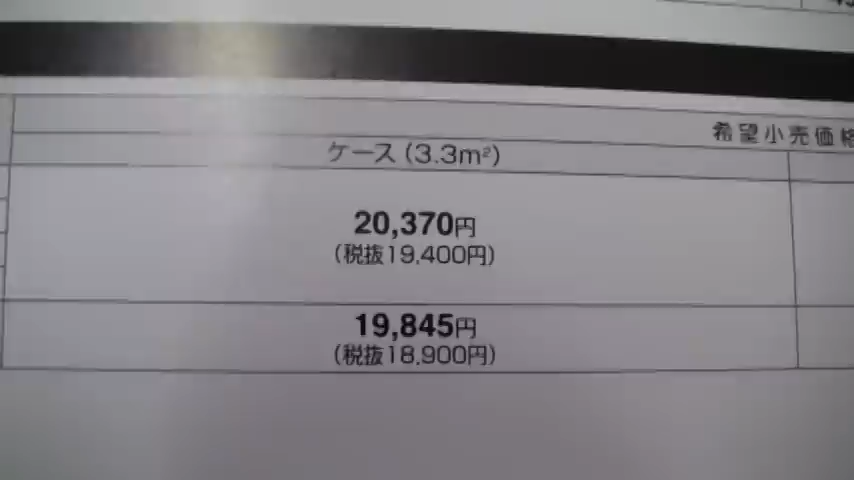 希望小売価格
ケース(3.3m²)
20,370円
(税抜19,400円)
19,845円
(税抜18,900円)